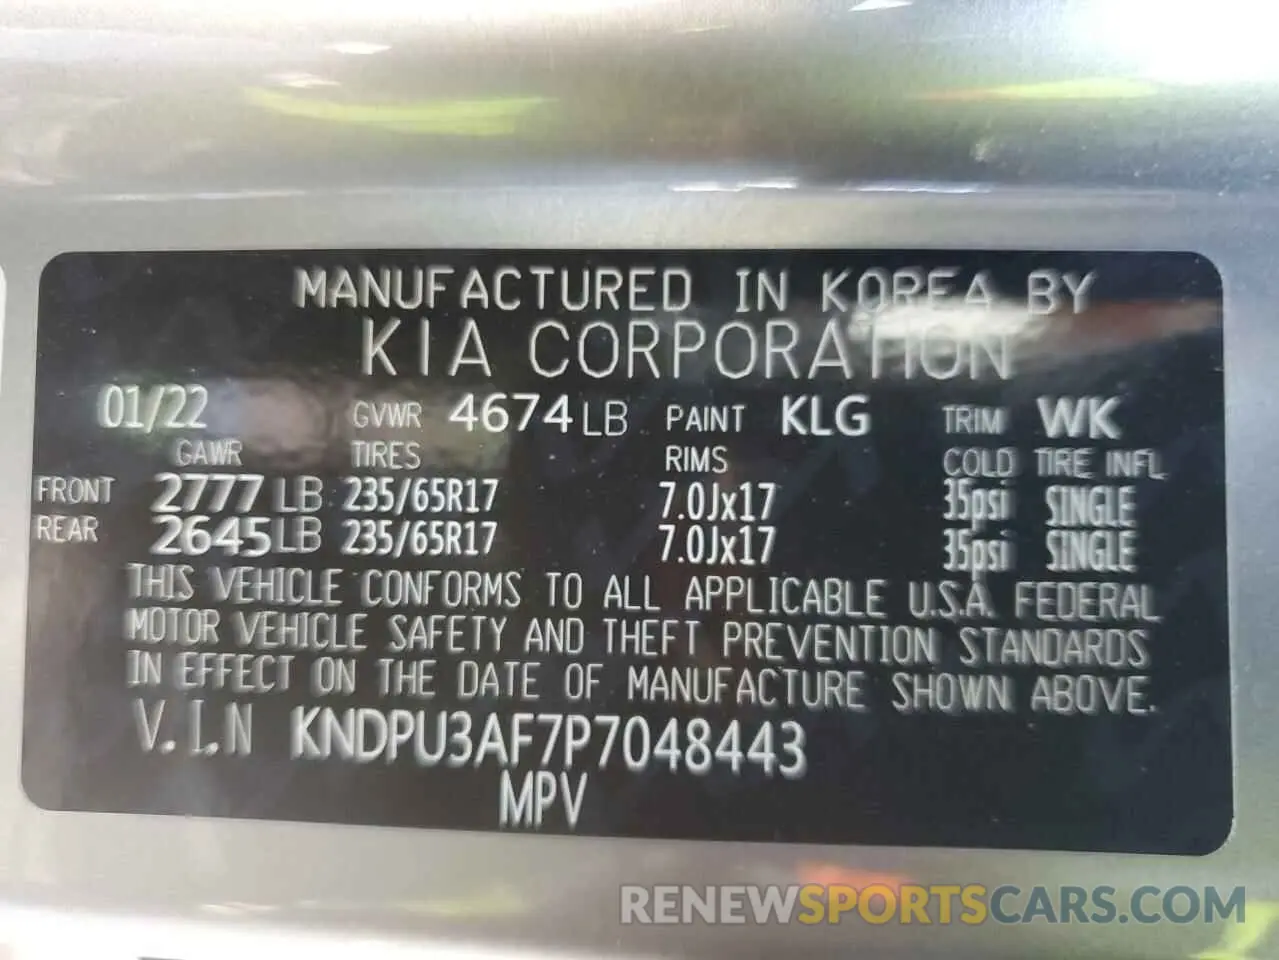 MANUFACTURED IN KOREA BY
KIA CORPORATION
01/22 GVWR 4674 LB PAINT KLG TRIM WK
GAWR TIRES RIMS COLD TIRE INFL
FRONT 2777 LB 235/65R17 7.0Jx17 35psi SINGLE
REAR 2645 LB 235/65R17 7.0Jx17 35psi SINGLE
THIS VEHICLE CONFORMS TO ALL APPLICABLE U.S.A. FEDERAL
MOTOR VEHICLE SAFETY AND THEFT PREVENTION STANDARDS
IN EFFECT ON THE DATE OF MANUFACTURE SHOWN ABOVE.
V.I.N KNDPU3AF7P7048443
MPV
RENEWSPORTSCARS.COM